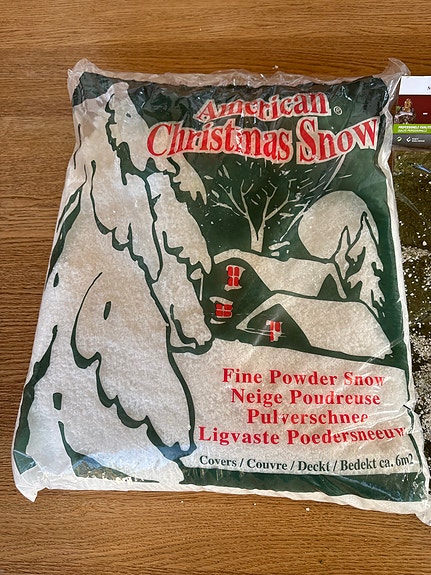 American ®
Christmas Snow
Fine Powder Snow
Neige Poudreuse
Pulverschnee
Ligvaste Poedersneeuw
Covers / Couvre / Deckt / Bedekt ca. 6m2